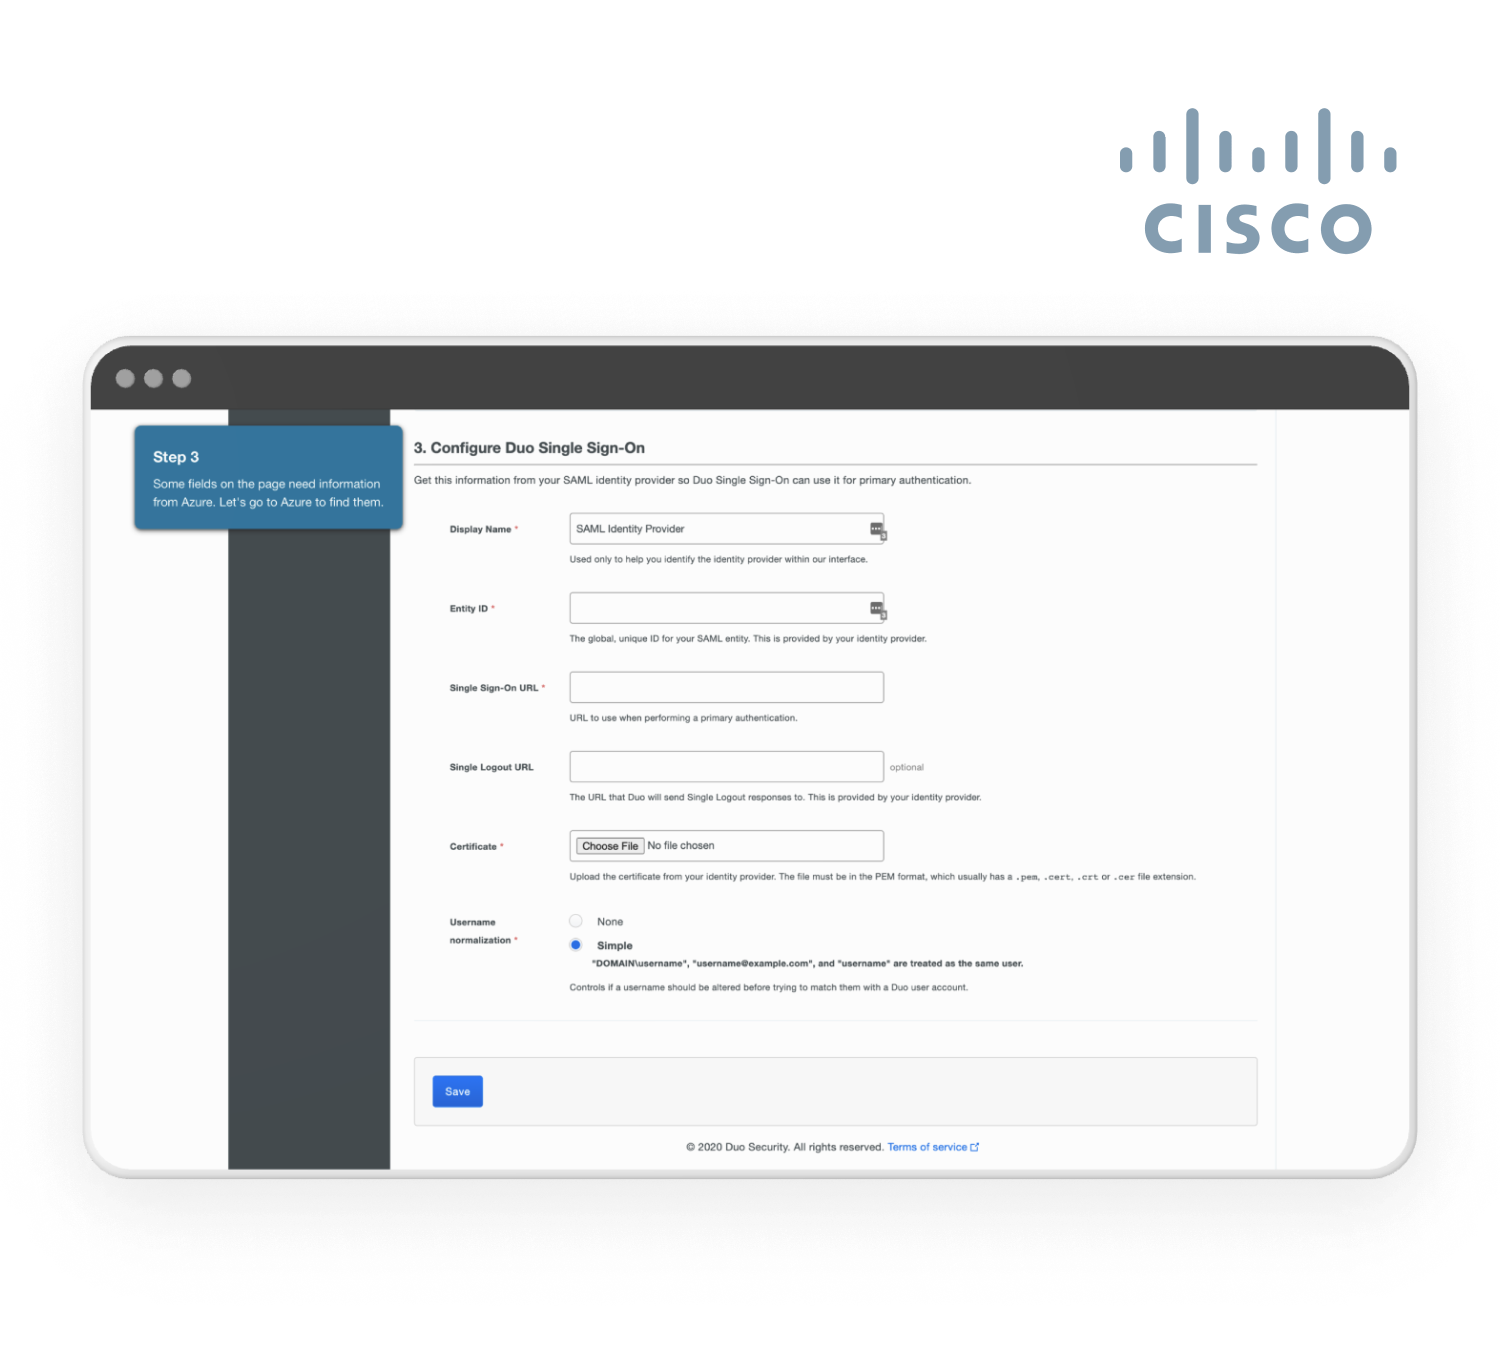 CISCO
Step 3
Some fields on the page need information
from Azure. Let's go to Azure to find them.
3. Configure Duo Single Sign-On
Get this information from your SAML identity provider so Duo Single Sign-On can use it for primary authentication.
Display Name *
SAML Identity Provider
Used only to help you identify the identity provider within our interface.
Entity ID *
The global, unique ID for your SAML entity. This is provided by your identity provider.
Single Sign-On URL *
URL to use when performing a primary authentication.
Single Logout URL
optional
The URL that Duo will send Single Logout responses to. This is provided by your identity provider.
Certificate *
Choose File No file chosen
Upload the certificate from your identity provider. The file must be in the PEM format, which usually has a .pem, .cert, .crt or .cer file extension.
Username
normalization *
None
Simple
"DOMAIN\username", "username@example.com", and "username" are treated as the same user.
Controls if a username should be altered before trying to match them with a Duo user account.
Save
© 2020 Duo Security. All rights reserved. Terms of service